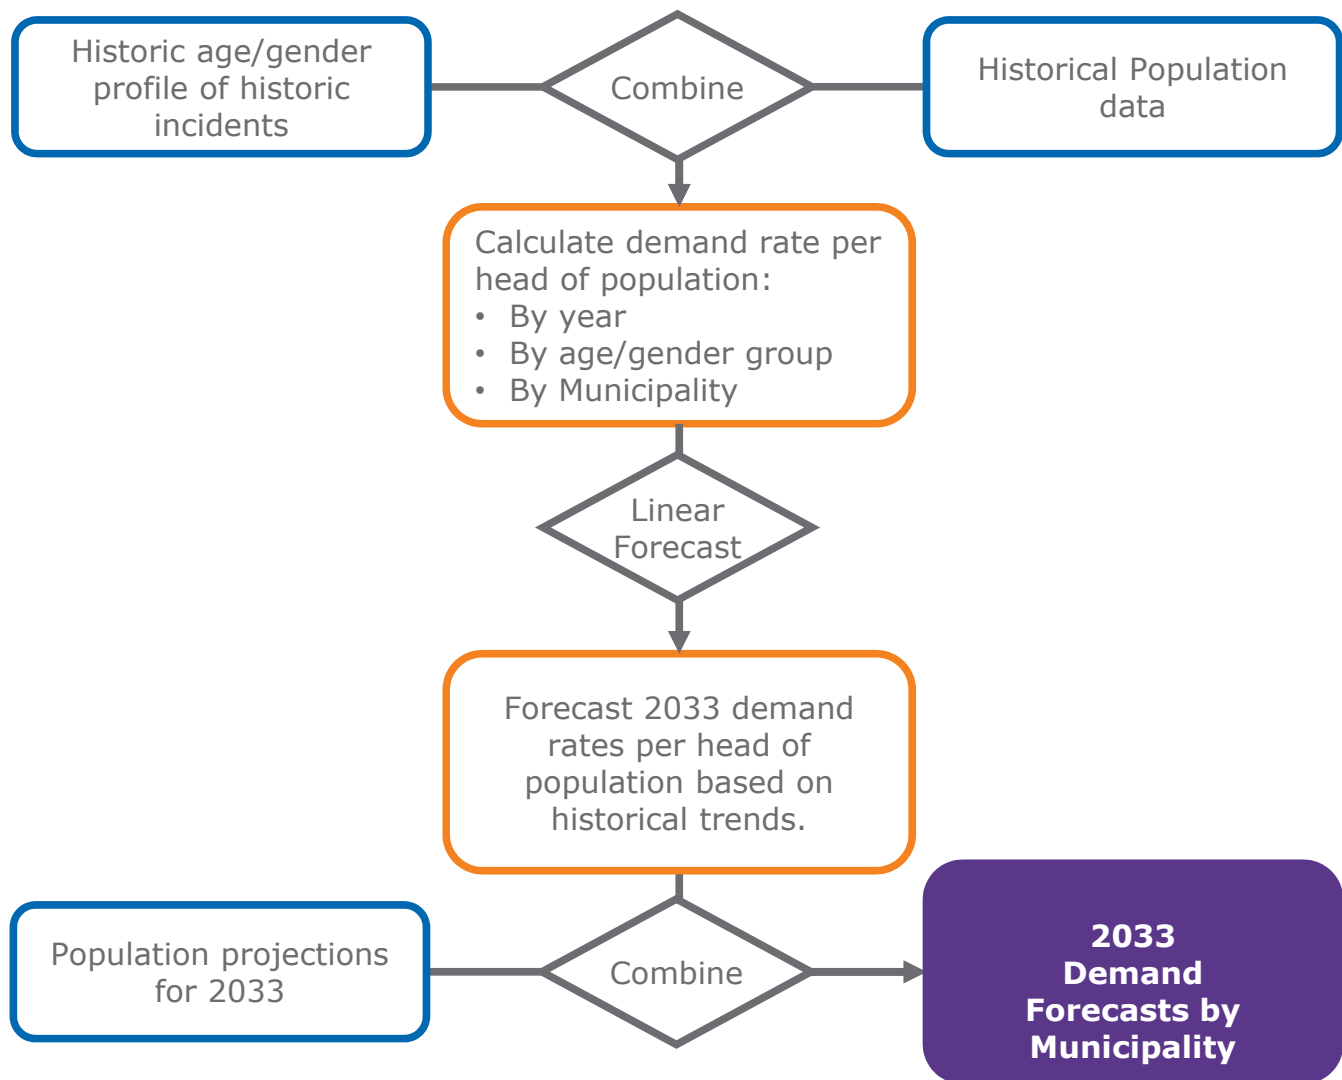 Historic age/gender
profile of historic
incidents
Combine
Historical Population
data
Calculate demand rate per
head of population:
• By year
• By age/gender group
• By Municipality
Linear
Forecast
Forecast 2033 demand
rates per head of
population based on
historical trends.
Population projections
for 2033
Combine
2033
Demand
Forecasts by
Municipality